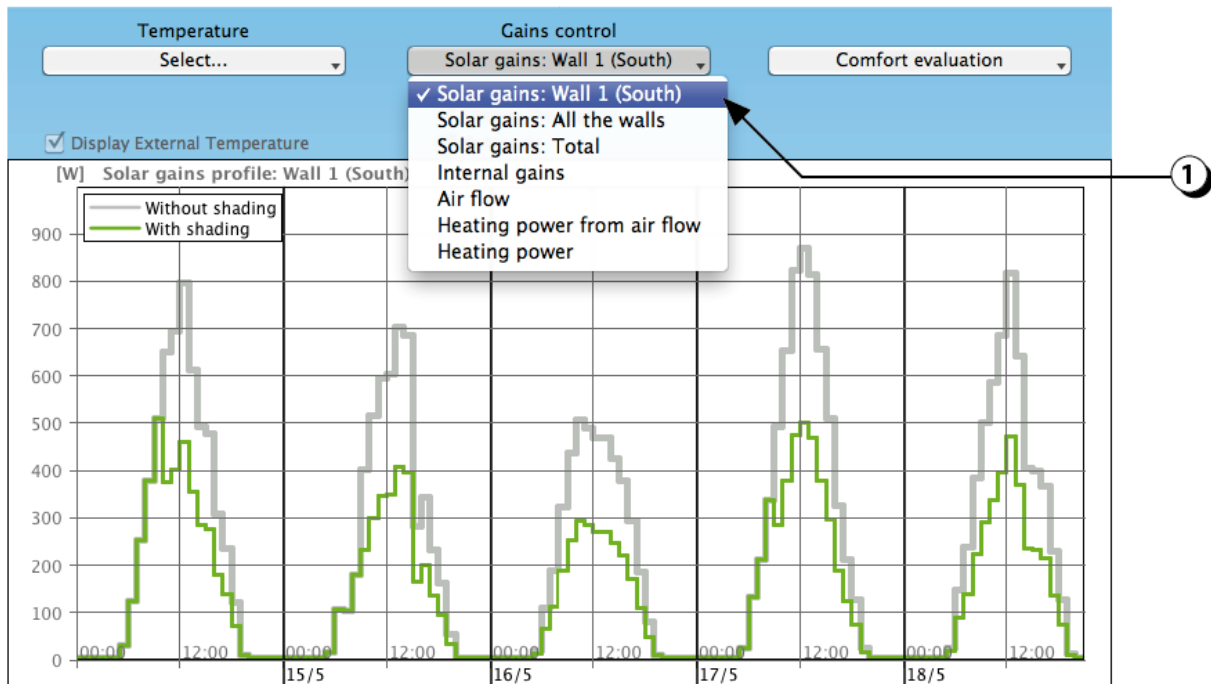 Temperature
Gains control
Select...
Solar gains: Wall 1 (South)
Comfort evaluation
✓ Solar gains: Wall 1 (South)
Solar gains: All the walls
Solar gains: Total
Internal gains
Air flow
Heating power from air flow
Heating power
Display External Temperature
1
[W] Solar gains profile: Wall 1 (South)
Without shading
With shading
900
800
700
600
500
400
300
200
100
0
00:00 12:00 00:00 12:00 00:00 12:00 00:00 12:00 00:00 12:00
15/5 16/5 17/5 18/5